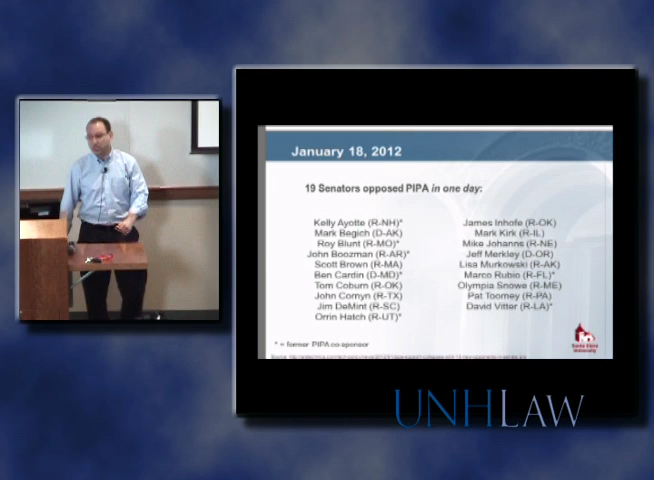 January 18, 2012
19 Senators opposed PIPA in one day:
Kelly Ayotte (R-NH)*
Mark Begich (D-AK)
Roy Blunt (R-MO)*
John Boozman (R-AR)*
Scott Brown (R-MA)
Ben Cardin (D-MD)*
Tom Coburn (R-OK)
John Cornyn (R-TX)
Jim DeMint (R-SC)
Orrin Hatch (R-UT)*
James Inhofe (R-OK)
Mark Kirk (R-IL)
Mike Johanns (R-NE)
Jeff Merkley (D-OR)
Lisa Murkowski (R-AK)
Marco Rubio (R-FL)*
Olympia Snowe (R-ME)
Pat Toomey (R-PA)
David Vitter (R-LA)*
* = former PIPA co sponsor
Santa Clara
University
UNHLAW